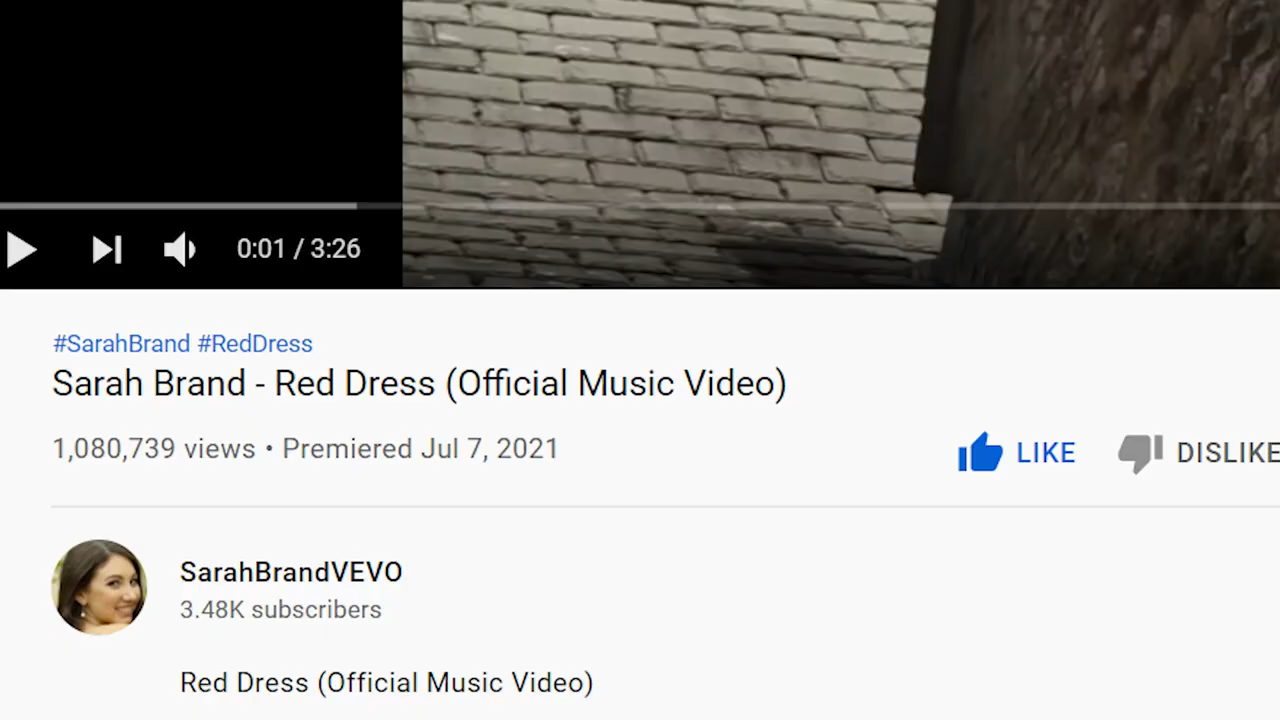 0:01 / 3:26
#SarahBrand #RedDress
Sarah Brand - Red Dress (Official Music Video)
1,080,739 views • Premiered Jul 7, 2021
LIKE DISLIKE
SarahBrandVEVO
3.48K subscribers
Red Dress (Official Music Video)